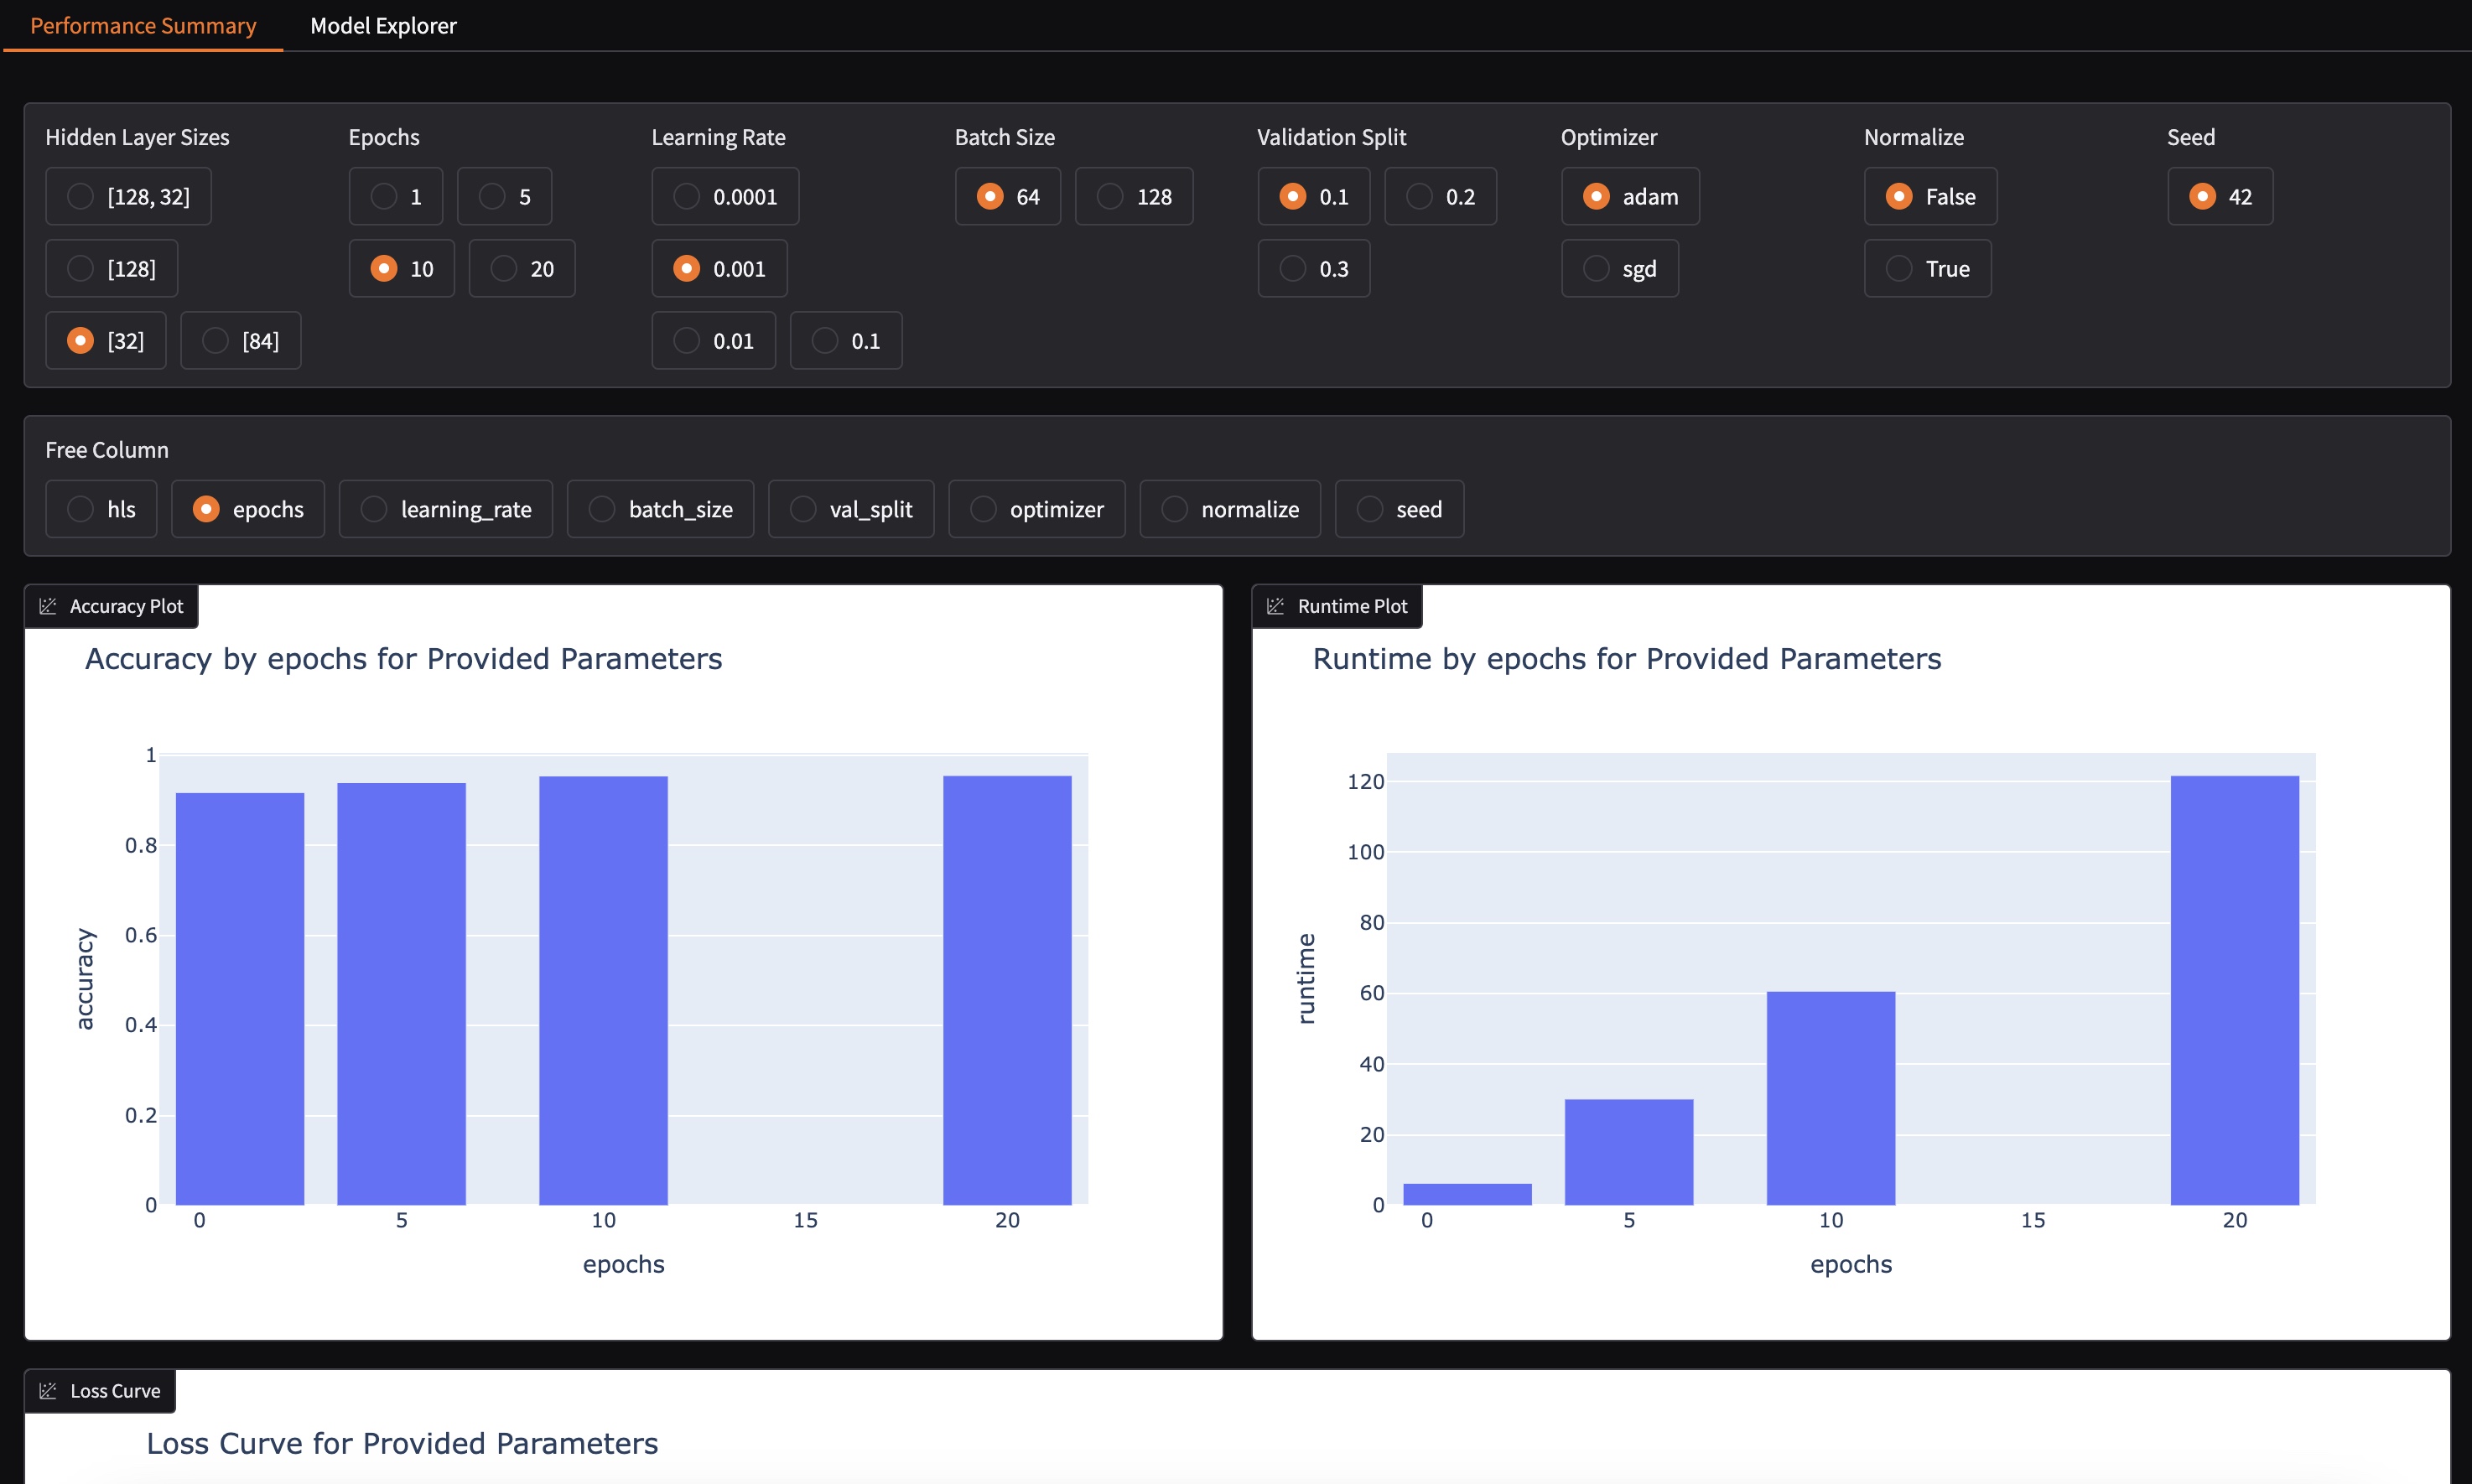 Performance Summary Model Explorer
Hidden Layer Sizes Epochs Learning Rate Batch Size Validation Split Optimizer Normalize Seed
[128, 32] 1 5 0.0001 64 128 0.1 0.2 adam False 42
[128] 10 20 0.001 0.3 sgd True
[32] [84] 0.01 0.1
Free Column
hls epochs learning_rate batch_size val_split optimizer normalize seed
Accuracy Plot
Accuracy by epochs for Provided Parameters
1
0.8
0.6
0.4
0.2
0
accuracy
0 5 10 15 20
epochs
Runtime Plot
Runtime by epochs for Provided Parameters
120
100
80
60
40
20
0
runtime
0 5 10 15 20
epochs
Loss Curve
Loss Curve for Provided Parameters